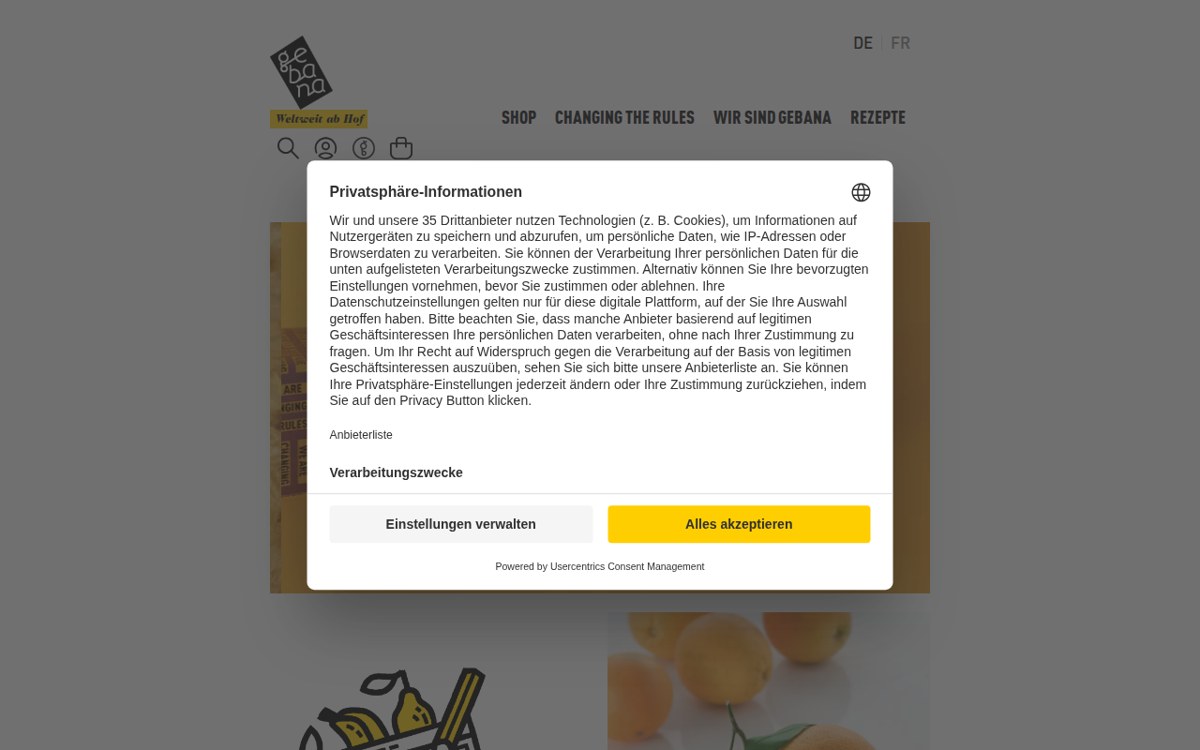 gebana
Weltweit ab Hof
DE | FR
SHOP CHANGING THE RULES WIR SIND GEBANA REZEPTE
Privatsphäre-Informationen
Wir und unsere 35 Drittanbieter nutzen Technologien (z. B. Cookies), um Informationen auf
Nutzergeräten zu speichern und abzurufen, um persönliche Daten, wie IP-Adressen oder
Browserdaten zu verarbeiten. Sie können der Verarbeitung Ihrer persönlichen Daten für die
unten aufgelisteten Verarbeitungszwecke zustimmen. Alternativ können Sie Ihre bevorzugten
Einstellungen vornehmen, bevor Sie zustimmen oder ablehnen. Ihre
Datenschutzeinstellungen gelten nur für diese digitale Plattform, auf der Sie Ihre Auswahl
getroffen haben. Bitte beachten Sie, dass manche Anbieter basierend auf legitimen
Geschäftsinteressen Ihre persönlichen Daten verarbeiten, ohne nach Ihrer Zustimmung zu
fragen. Um Ihr Recht auf Widerspruch gegen die Verarbeitung auf der Basis von legitimen
Geschäftsinteressen auszuüben, sehen Sie sich bitte unsere Anbieterliste an. Sie können
Ihre Privatsphäre-Einstellungen jederzeit ändern oder Ihre Zustimmung zurückziehen, indem
Sie auf den Privacy Button klicken.
Anbieterliste
Verarbeitungszwecke
Einstellungen verwalten
Alles akzeptieren
Powered by Usercentrics Consent Management
ARE
RULES
WE ARE
CHANGING